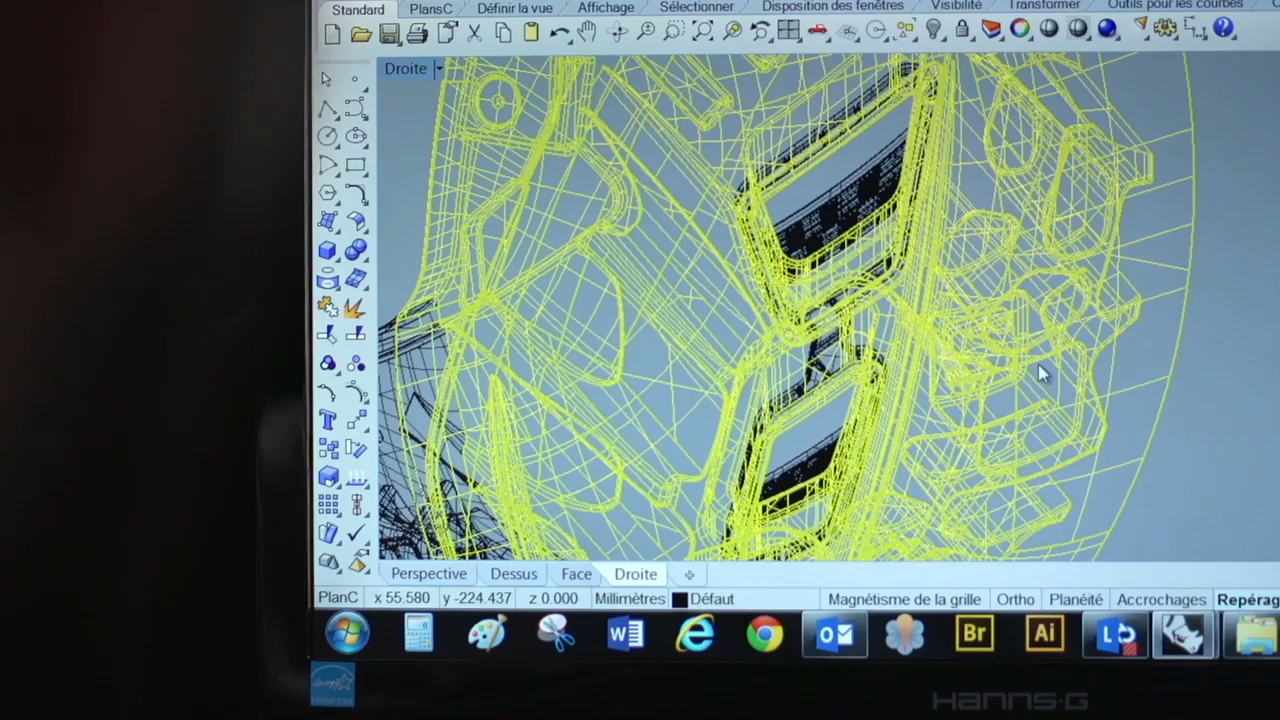 Standard PlansC Définir la vue Affichage Sélectionner Disposition des fenêtres Visibilité Transformer Outils pour les courbes
Droite
Perspective Dessus Face Droite
PlanC x 55.580 y -224.437 z 0.000 Millimètres Défaut Magnétisme de la grille Ortho Planéité Accrochages Repérag
W Br Ai
HANNS·G